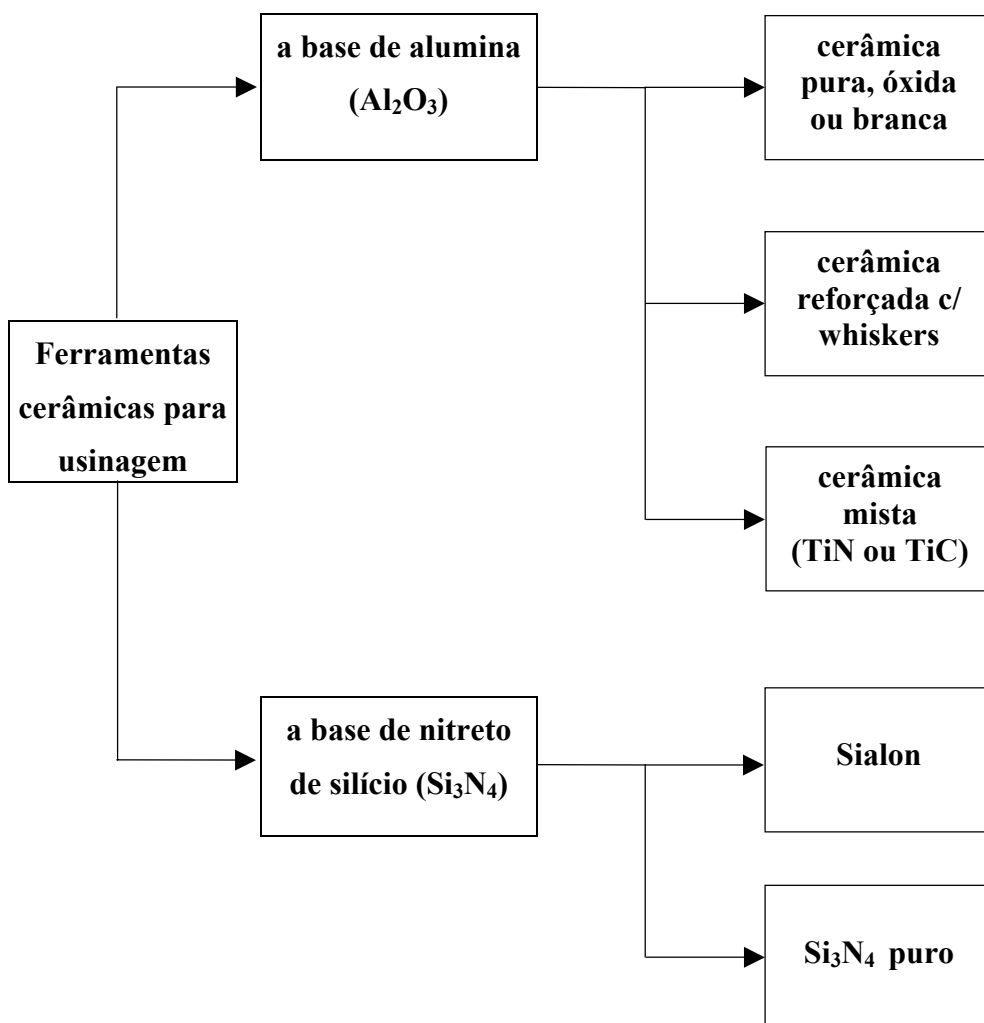 a base de alumina
(Al₂O₃)
cerâmica
pura, óxida
ou branca
cerâmica
reforçada c/
whiskers
Ferramentas
cerâmicas para
usinagem
cerâmica
mista
(TiN ou TiC)
a base de nitreto
de silício (Si₃N₄)
Sialon
Si₃N₄ puro